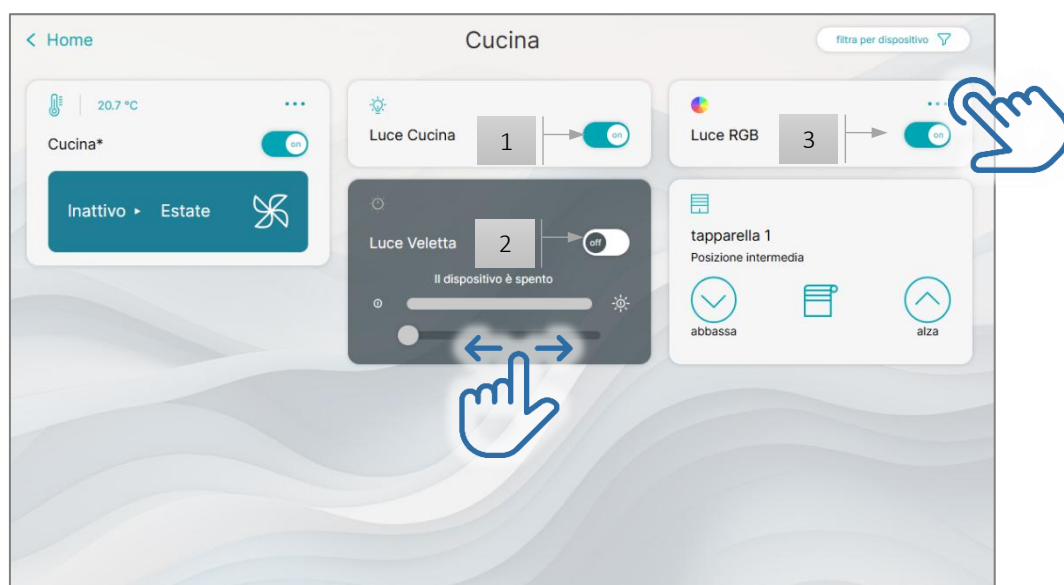 Home
Cucina
filtra per dispositivo
20.7 °C
Cucina*
on
Inattivo ▸ Estate
Luce Cucina
1
on
Luce Veletta
2
off
Il dispositivo è spento
Luce RGB
3
on
tapparella 1
Posizione intermedia
abbassa
alza